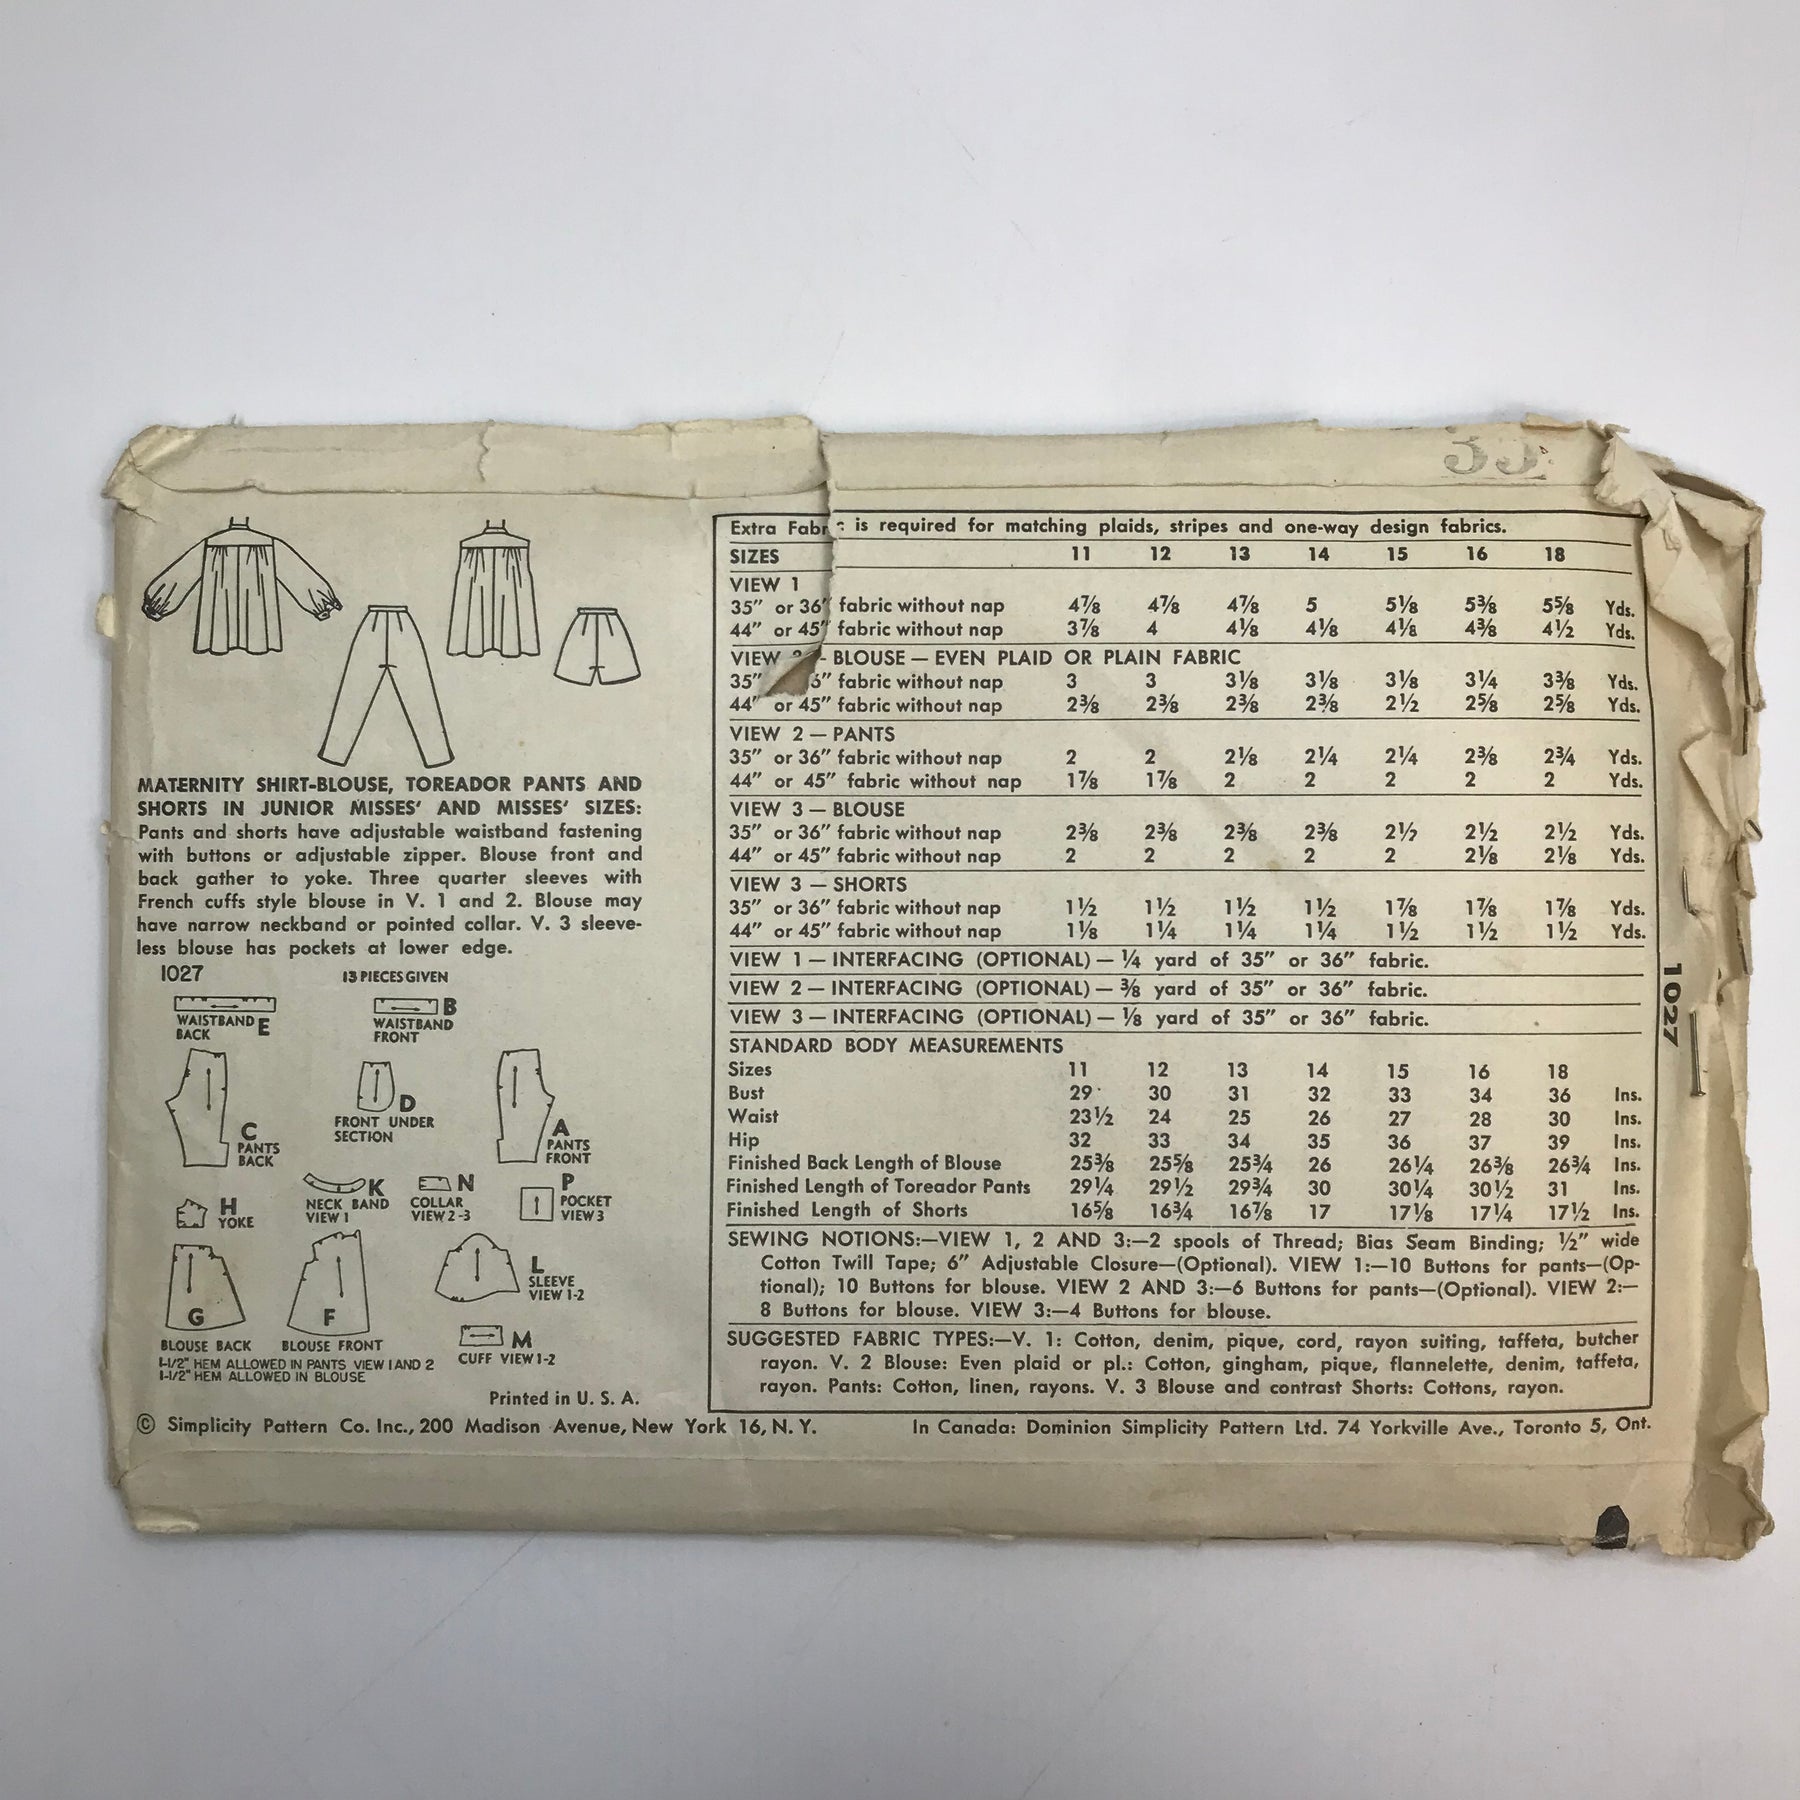 35
MATERNITY SHIRT-BLOUSE, TOREADOR PANTS AND
SHORTS IN JUNIOR MISSES' AND MISSES' SIZES:
Pants and shorts have adjustable waistband fastening
with buttons or adjustable zipper. Blouse front and
back gather to yoke. Three quarter sleeves with
French cuffs style blouse in V. 1 and 2. Blouse may
have narrow neckband or pointed collar. V. 3 sleeve-
less blouse has pockets at lower edge.
1027 13 PIECES GIVEN
WAISTBAND E
BACK
B
WAISTBAND
FRONT
C
PANTS
BACK
D
FRONT UNDER
SECTION
A
PANTS
FRONT
H
YOKE
K
NECK BAND
VIEW 1
N
COLLAR
VIEW 2-3
P
POCKET
VIEW 3
G
BLOUSE BACK
F
BLOUSE FRONT
L
SLEEVE
VIEW 1-2
M
CUFF VIEW 1-2
1-1/2" HEM ALLOWED IN PANTS VIEW 1 AND 2
1-1/2" HEM ALLOWED IN BLOUSE
Printed in U. S. A.
Extra Fabr c is required for matching plaids, stripes and one-way design fabrics.
SIZES 11 12 13 14 15 16 18
VIEW 1
35" or 36" fabric without nap 4⅞ 4⅞ 4⅞ 5 5⅛ 5⅜ 5⅝ Yds.
44" or 45" fabric without nap 3⅞ 4 4⅛ 4⅛ 4⅛ 4⅜ 4½ Yds.
VIEW - BLOUSE — EVEN PLAID OR PLAIN FABRIC
35" 6" fabric without nap 3 3 3⅛ 3⅛ 3⅛ 3¼ 3⅜ Yds.
44" or 45" fabric without nap 2⅜ 2⅜ 2⅜ 2⅜ 2½ 2⅝ 2⅝ Yds.
VIEW 2 — PANTS
35" or 36" fabric without nap 2 2 2⅛ 2¼ 2¼ 2⅜ 2¾ Yds.
44" or 45" fabric without nap 1⅞ 1⅞ 2 2 2 2 2 Yds.
VIEW 3 — BLOUSE
35" or 36" fabric without nap 2⅜ 2⅜ 2⅜ 2⅜ 2½ 2½ 2½ Yds.
44" or 45" fabric without nap 2 2 2 2 2 2⅛ 2⅛ Yds.
VIEW 3 — SHORTS
35" or 36" fabric without nap 1½ 1½ 1½ 1½ 1⅞ 1⅞ 1⅞ Yds.
44" or 45" fabric without nap 1⅛ 1¼ 1¼ 1¼ 1½ 1½ 1½ Yds.
VIEW 1 — INTERFACING (OPTIONAL) — ¼ yard of 35" or 36" fabric.
VIEW 2 — INTERFACING (OPTIONAL) — ⅜ yard of 35" or 36" fabric.
VIEW 3 — INTERFACING (OPTIONAL) — ⅛ yard of 35" or 36" fabric.
STANDARD BODY MEASUREMENTS
Sizes 11 12 13 14 15 16 18
Bust 29 30 31 32 33 34 36 Ins.
Waist 23½ 24 25 26 27 28 30 Ins.
Hip 32 33 34 35 36 37 39 Ins.
Finished Back Length of Blouse 25⅜ 25⅝ 25¾ 26 26¼ 26⅜ 26¾ Ins.
Finished Length of Toreador Pants 29¼ 29½ 29¾ 30 30¼ 30½ 31 Ins.
Finished Length of Shorts 16⅝ 16¾ 16⅞ 17 17⅛ 17¼ 17½ Ins.
SEWING NOTIONS:—VIEW 1, 2 AND 3:—2 spools of Thread; Bias Seam Binding; ½" wide
Cotton Twill Tape; 6" Adjustable Closure—(Optional). VIEW 1:—10 Buttons for pants—(Op-
tional); 10 Buttons for blouse. VIEW 2 AND 3:—6 Buttons for pants—(Optional). VIEW 2:—
8 Buttons for blouse. VIEW 3:—4 Buttons for blouse.
SUGGESTED FABRIC TYPES:—V. 1: Cotton, denim, pique, cord, rayon suiting, taffeta, butcher
rayon. V. 2 Blouse: Even plaid or pl.: Cotton, gingham, pique, flannelette, denim, taffeta,
rayon. Pants: Cotton, linen, rayons. V. 3 Blouse and contrast Shorts: Cottons, rayon.
1027
© Simplicity Pattern Co. Inc., 200 Madison Avenue, New York 16, N. Y. In Canada: Dominion Simplicity Pattern Ltd. 74 Yorkville Ave., Toronto 5, Ont.